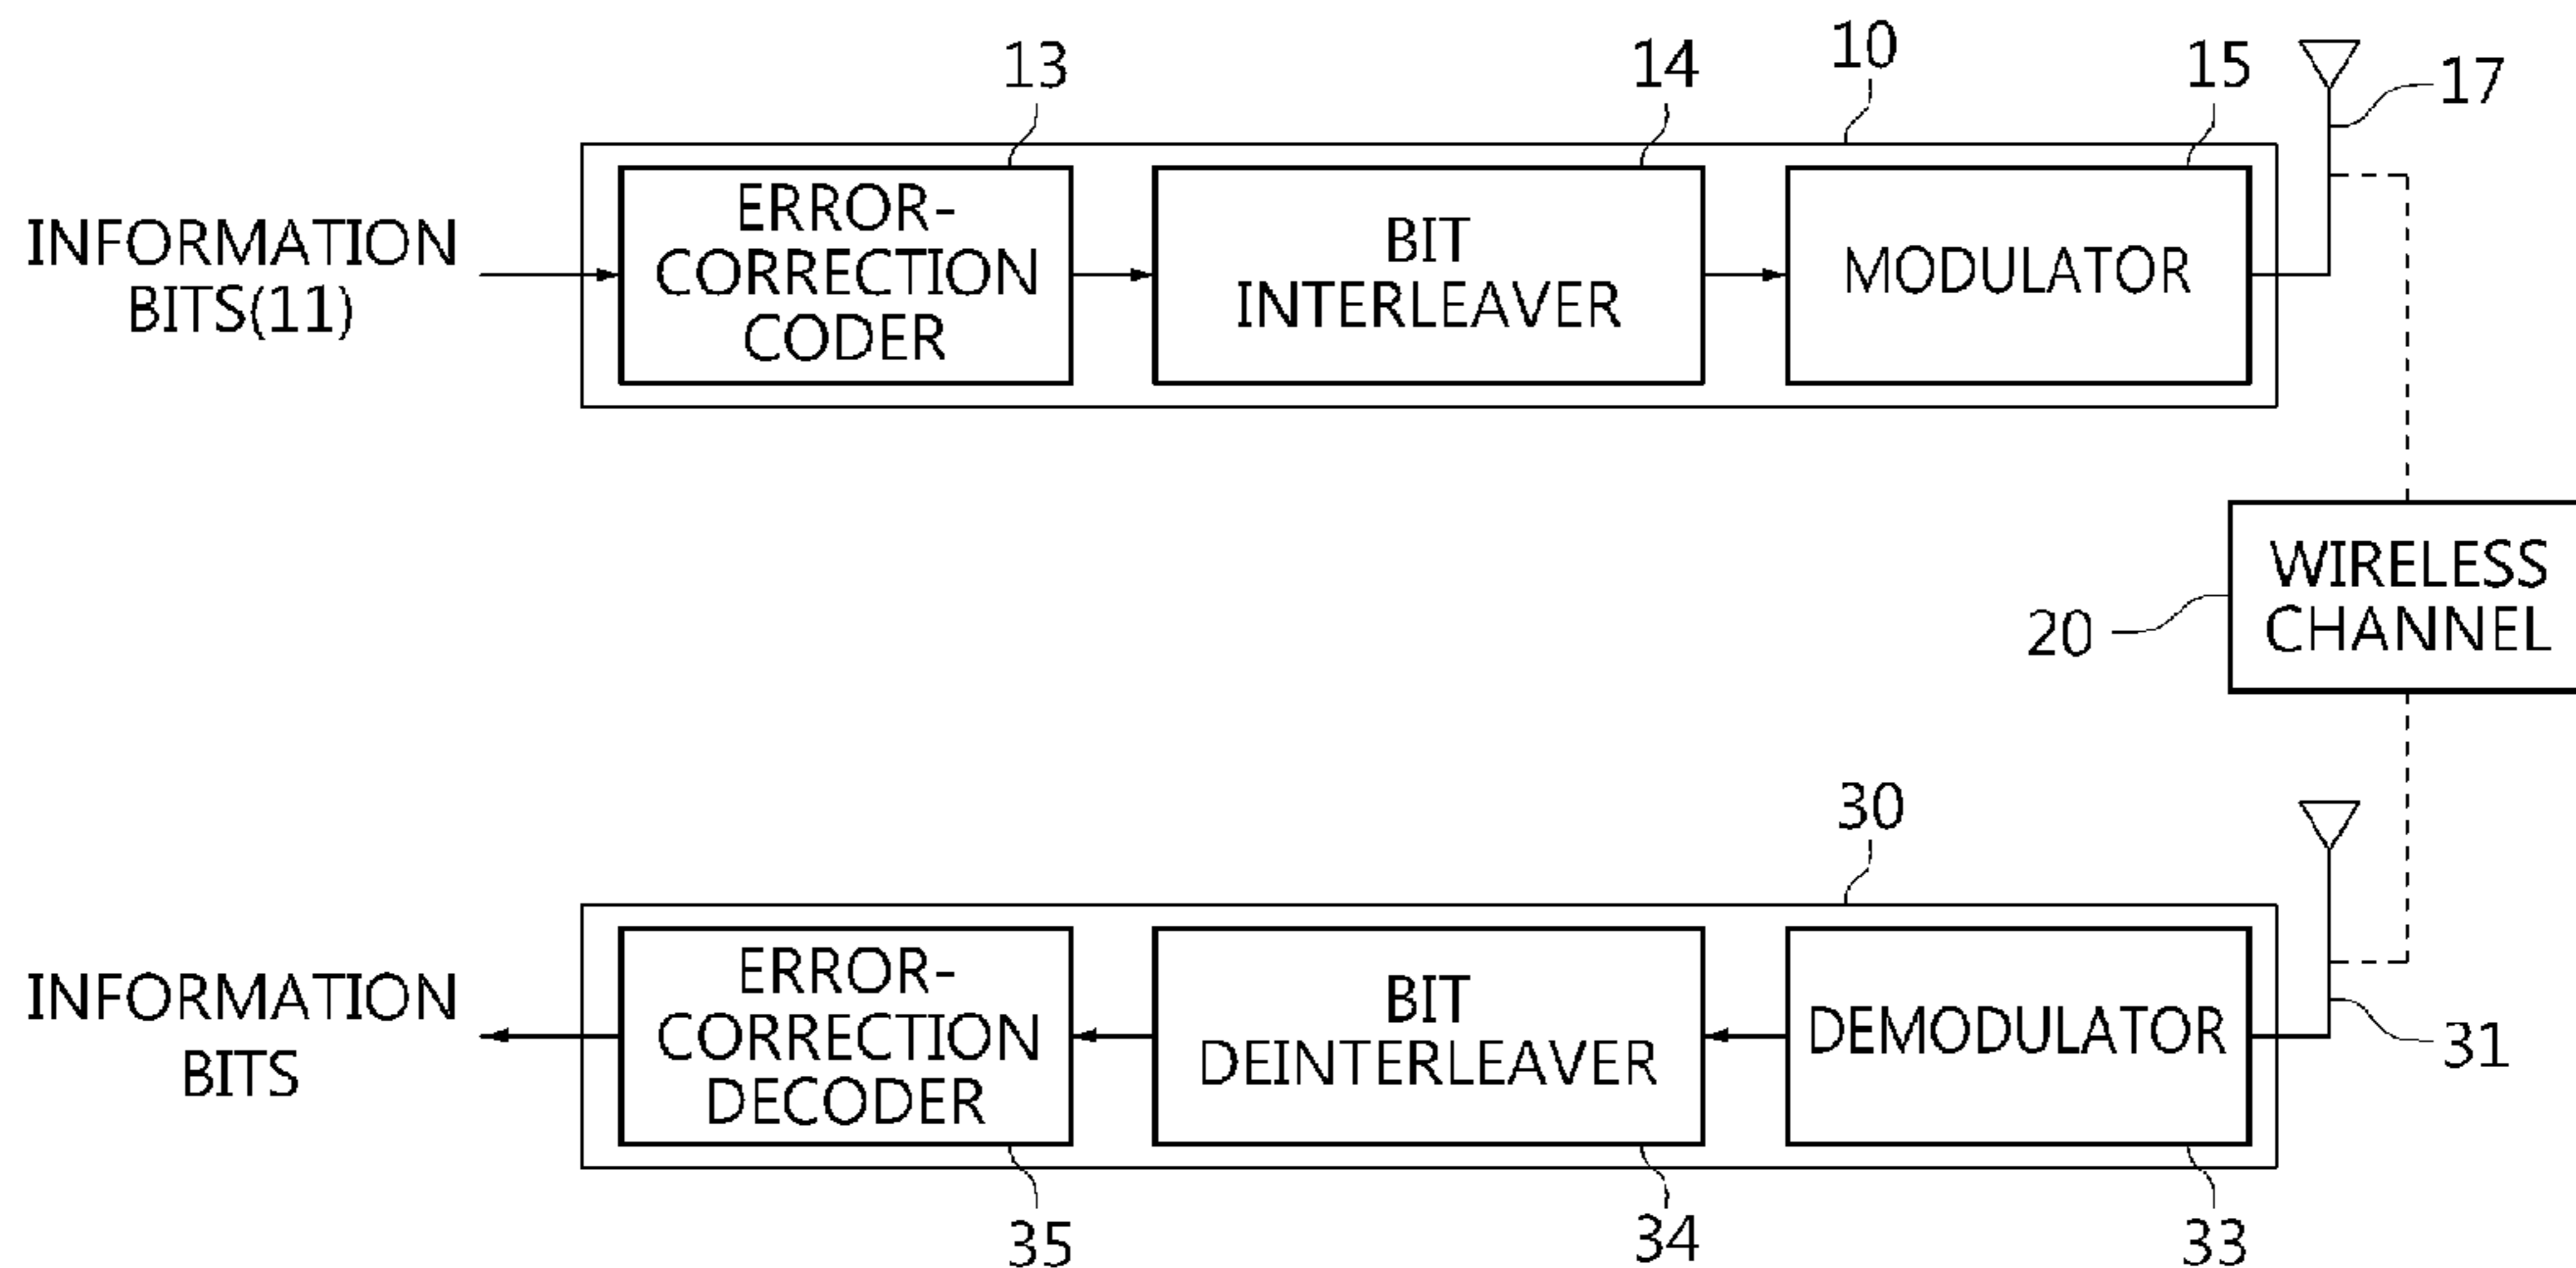 10
13
14
15
17
INFORMATION
BITS(11)
ERROR-
CORRECTION
CODER
BIT
INTERLEAVER
MODULATOR
WIRELESS
CHANNEL
20
30
INFORMATION
BITS
ERROR-
CORRECTION
DECODER
BIT
DEINTERLEAVER
DEMODULATOR
31
35
34
33